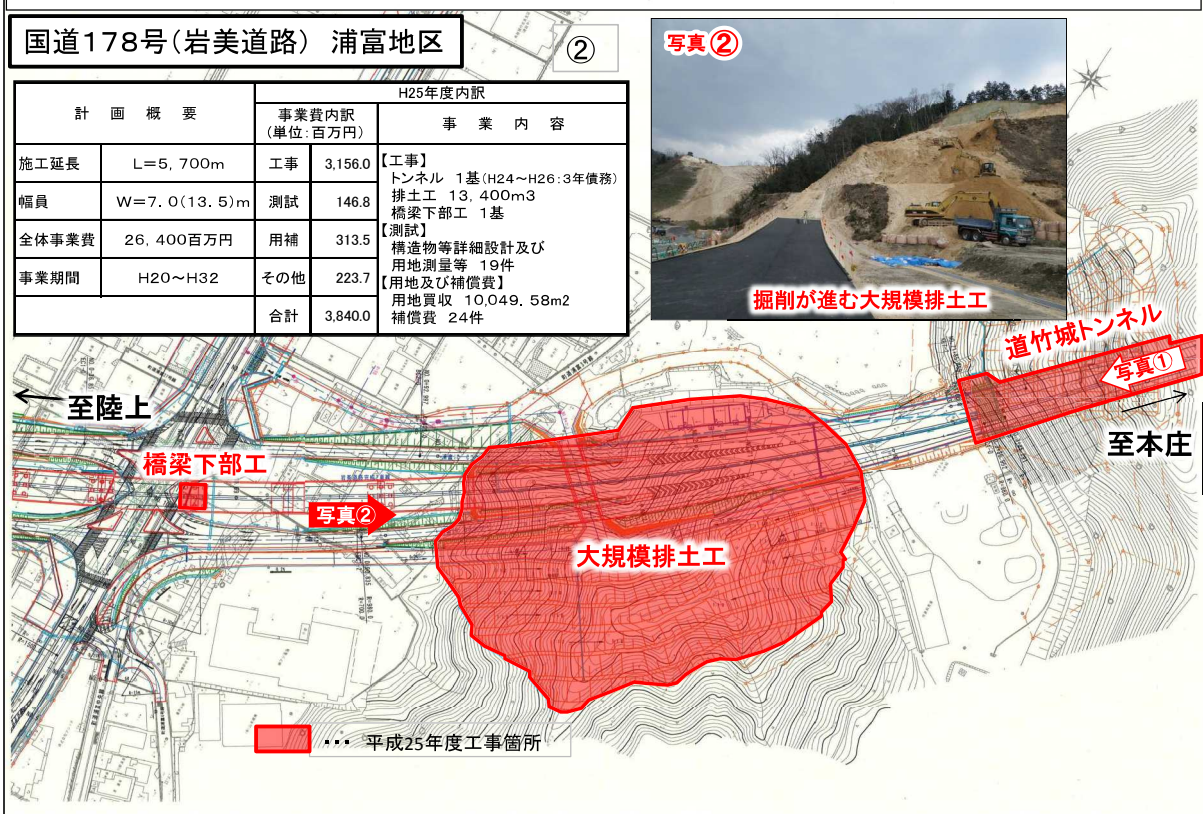 国道178号(岩美道路) 浦富地区
②
計 画 概 要
H25年度内訳
事業費内訳
(単位:百万円)
事 業 内 容
施工延長 L=5,700m
幅員 W=7.0(13.5)m
全体事業費 26,400百万円
事業期間 H20~H32
工事 3,156.0
測試 146.8
用補 313.5
その他 223.7
合計 3,840.0
【工事】
トンネル 1基(H24~H26:3年債務)
排土工 13,400m3
橋梁下部工 1基
【測試】
構造物等詳細設計及び
用地測量等 19件
【用地及び補償費】
用地買収 10,049.58m2
補償費 24件
写真②
掘削が進む大規模排土工
道竹城トンネル
写真①
至陸上
至本庄
橋梁下部工
写真②
大規模排土工
… 平成25年度工事箇所